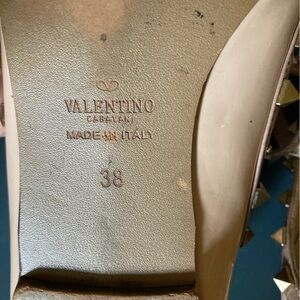 VALENTINO
GARAVANI
MADE IN ITALY
38